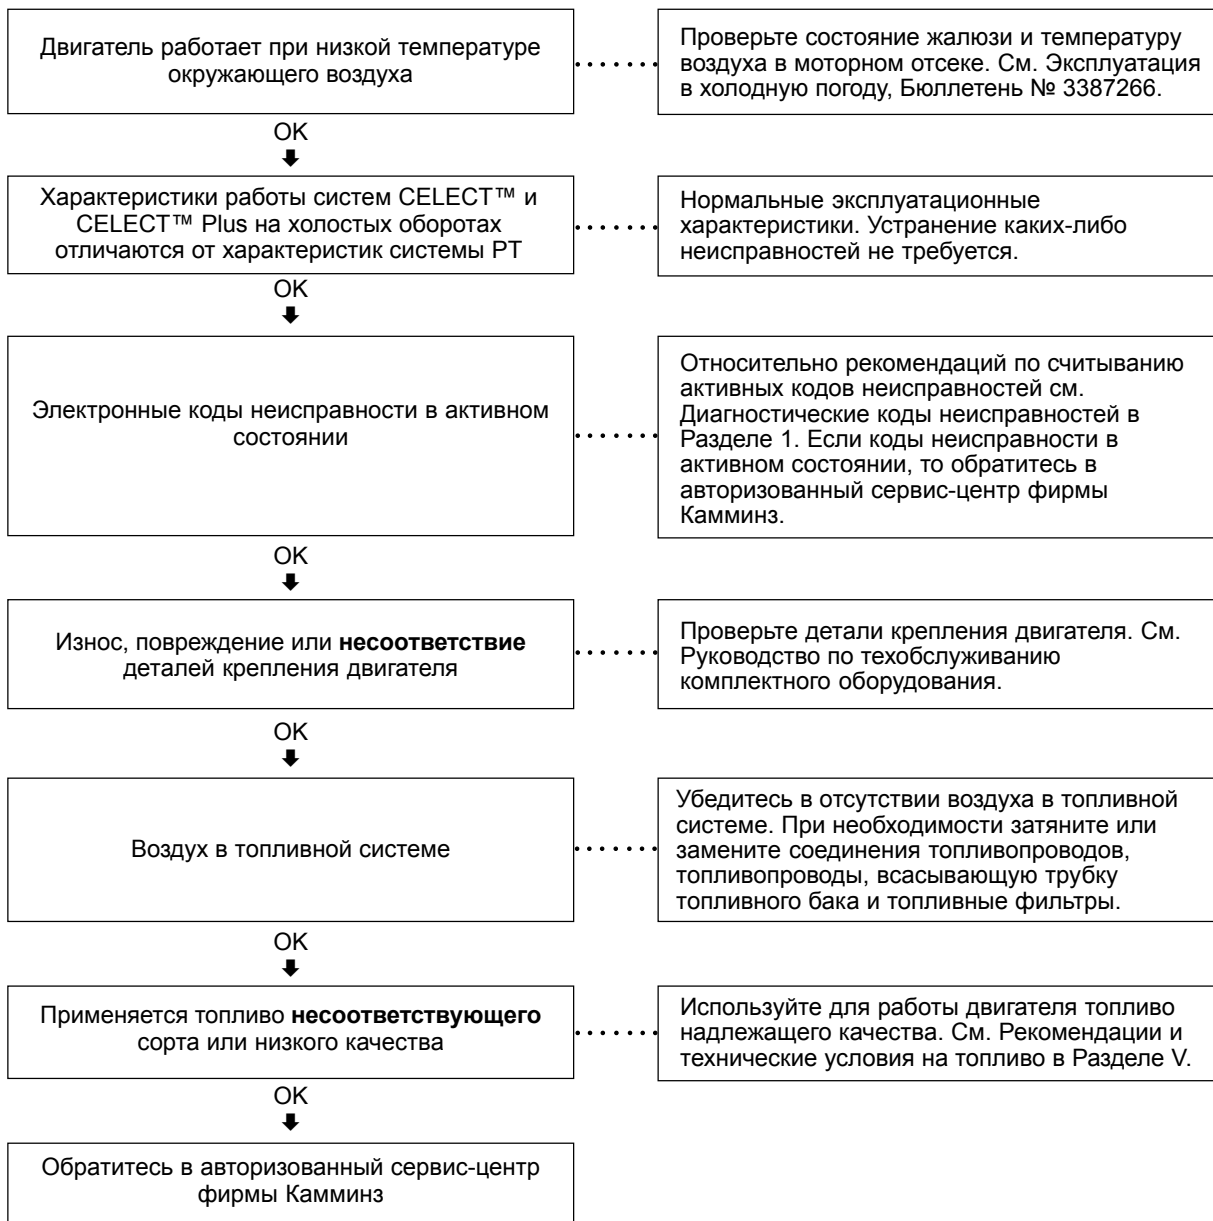 Двигатель работает при низкой температуре
окружающего воздуха
Проверьте состояние жалюзи и температуру
воздуха в моторном отсеке. См. Эксплуатация
в холодную погоду, Бюллетень № 3387266.
OK
Характеристики работы систем CELECT™ и
CELECT™ Plus на холостых оборотах
отличаются от характеристик системы PT
Нормальные эксплуатационные
характеристики. Устранение каких-либо
неисправностей не требуется.
OK
Электронные коды неисправности в активном
состоянии
Относительно рекомендаций по считыванию
активных кодов неисправностей см.
Диагностические коды неисправностей в
Разделе 1. Если коды неисправности в
активном состоянии, то обратитесь в
авторизованный сервис-центр фирмы
Камминз.
OK
Износ, повреждение или несоответствие
деталей крепления двигателя
Проверьте детали крепления двигателя. См.
Руководство по техобслуживанию
комплектного оборудования.
OK
Воздух в топливной системе
Убедитесь в отсутствии воздуха в топливной
системе. При необходимости затяните или
замените соединения топливопроводов,
топливопроводы, всасывающую трубку
топливного бака и топливные фильтры.
OK
Применяется топливо несоответствующего
сорта или низкого качества
Используйте для работы двигателя топливо
надлежащего качества. См. Рекомендации и
технические условия на топливо в Разделе V.
OK
Обратитесь в авторизованный сервис-центр
фирмы Камминз